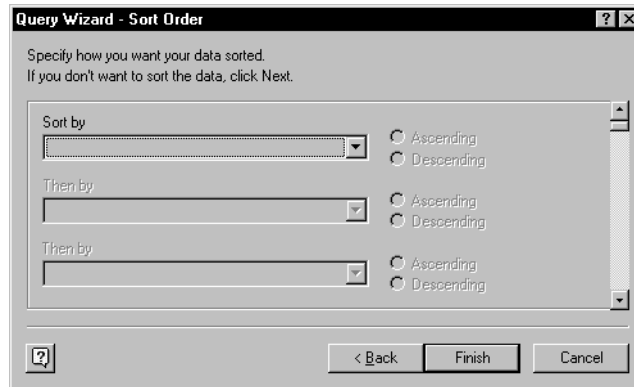 Query Wizard - Sort Order
Specify how you want your data sorted.
If you don't want to sort the data, click Next.
Sort by
Ascending
Descending
Then by
Ascending
Descending
Then by
Ascending
Descending
< Back
Finish
Cancel